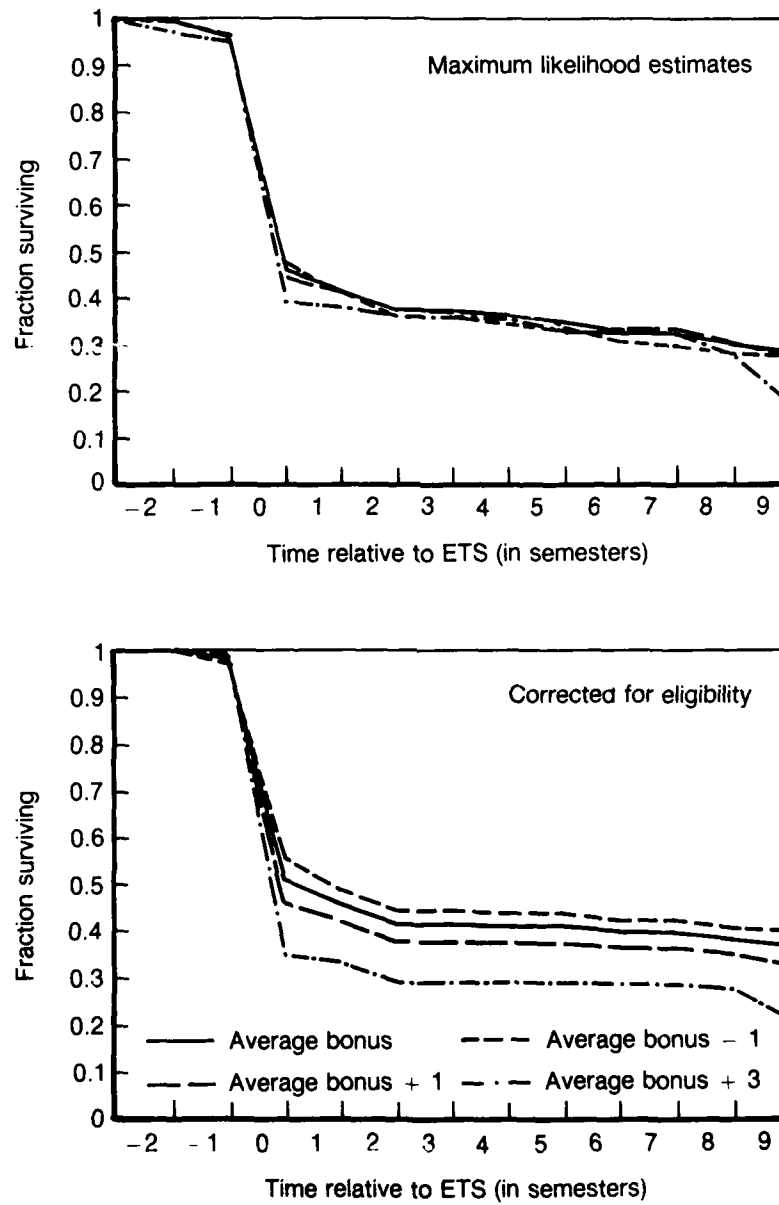 Maximum likelihood estimates
Fraction surviving
1
0.9
0.8
0.7
0.6
0.5
0.4
0.3
0.2
0.1
0
-2 -1 0 1 2 3 4 5 6 7 8 9
Time relative to ETS (in semesters)
Corrected for eligibility
Fraction surviving
1
0.9
0.8
0.7
0.6
0.5
0.4
0.3
0.2
0.1
0
Average bonus
Average bonus - 1
Average bonus + 1
Average bonus + 3
-2 -1 0 1 2 3 4 5 6 7 8 9
Time relative to ETS (in semesters)